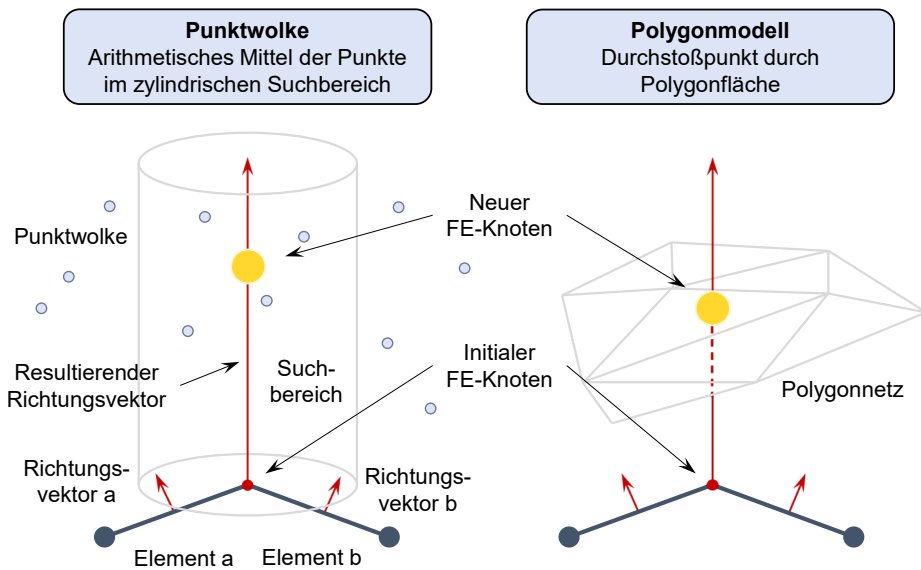 Punktwolke
Arithmetisches Mittel der Punkte
im zylindrischen Suchbereich
Polygonmodell
Durchstoßpunkt durch
Polygonfläche
Punktwolke
Neuer
FE-Knoten
Resultierender
Richtungsvektor
Such-
bereich
Initialer
FE-Knoten
Polygonnetz
Richtungs-
vektor a
Richtungs-
vektor b
Element a
Element b